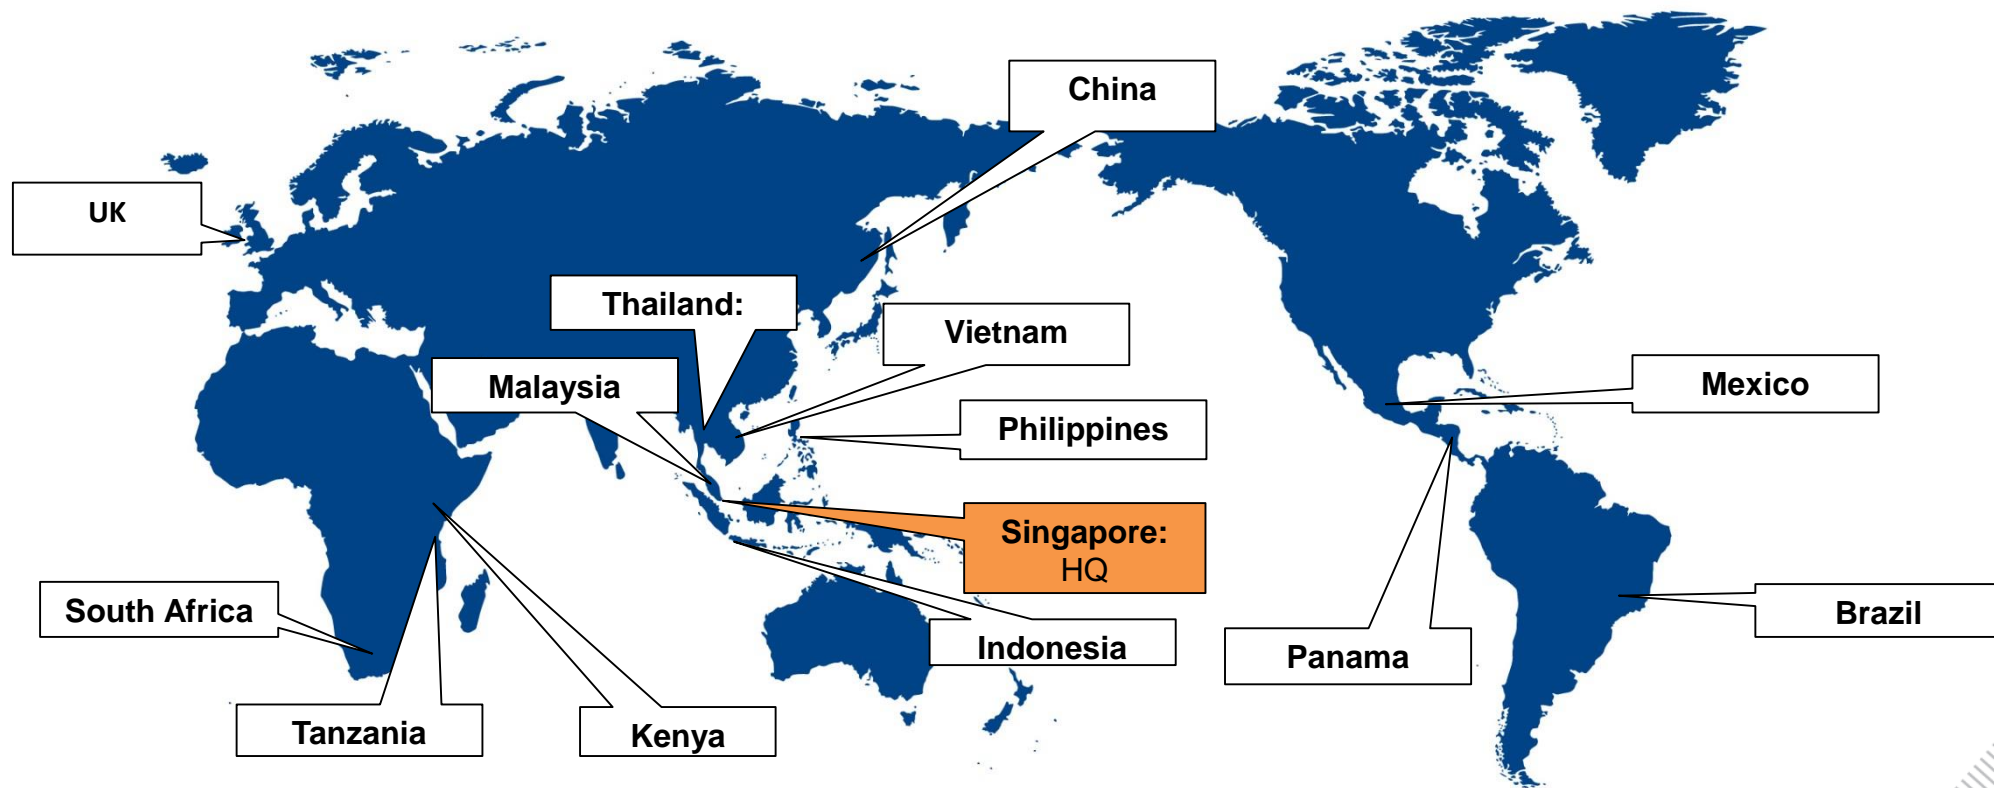 China
UK
Thailand:
Vietnam
Malaysia
Mexico
Philippines
Singapore:
HQ
South Africa
Brazil
Indonesia
Panama
Tanzania
Kenya